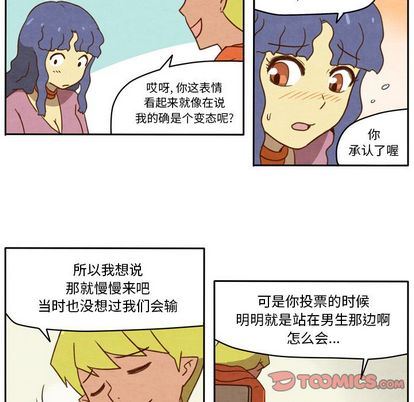 哎呀, 你这表情
看起来就像在说
我的确是个变态呢?
你
承认了喔
所以我想说
那就慢慢来吧
当时也没想过我们会输
可是你投票的时候
明明就是站在男生那边啊
怎么会...
TOOMICS.COM